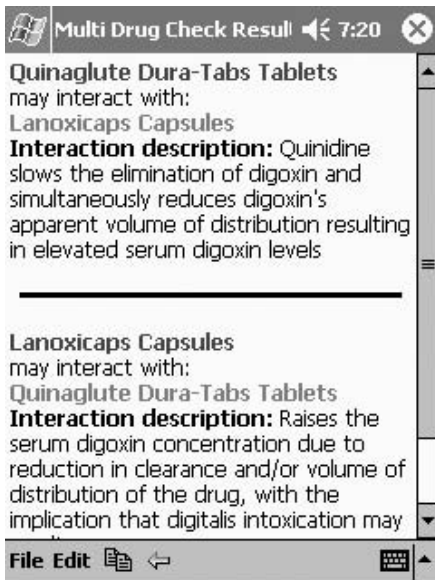 Multi Drug Check Resul 7:20
Quinaglute Dura-Tabs Tablets
may interact with:
Lanoxicaps Capsules
Interaction description: Quinidine
slows the elimination of digoxin and
simultaneously reduces digoxin's
apparent volume of distribution resulting
in elevated serum digoxin levels
Lanoxicaps Capsules
may interact with:
Quinaglute Dura-Tabs Tablets
Interaction description: Raises the
serum digoxin concentration due to
reduction in clearance and/or volume of
distribution of the drug, with the
implication that digitalis intoxication may
File Edit